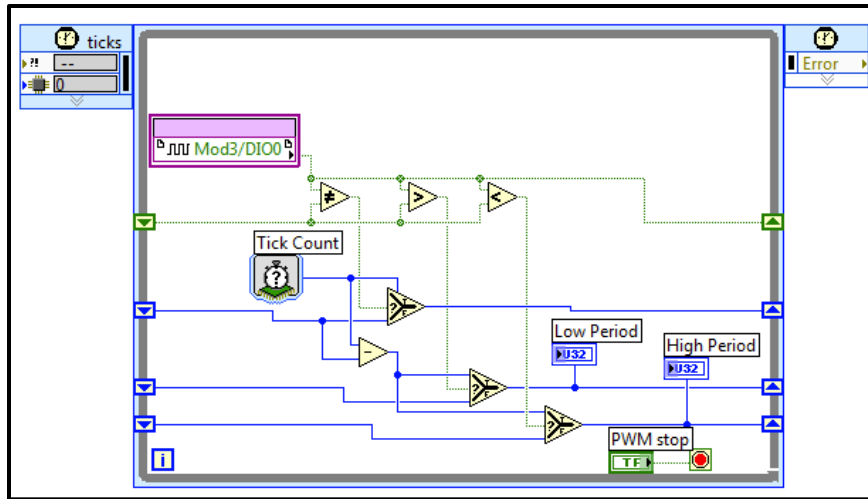 ticks
?!
--
0
Error
Mod3/DIO0
≠
>
<
Tick Count
?
?
T
F
-
Low Period
U32
High Period
U32
?
T
F
?
T
F
PWM stop
TF
i